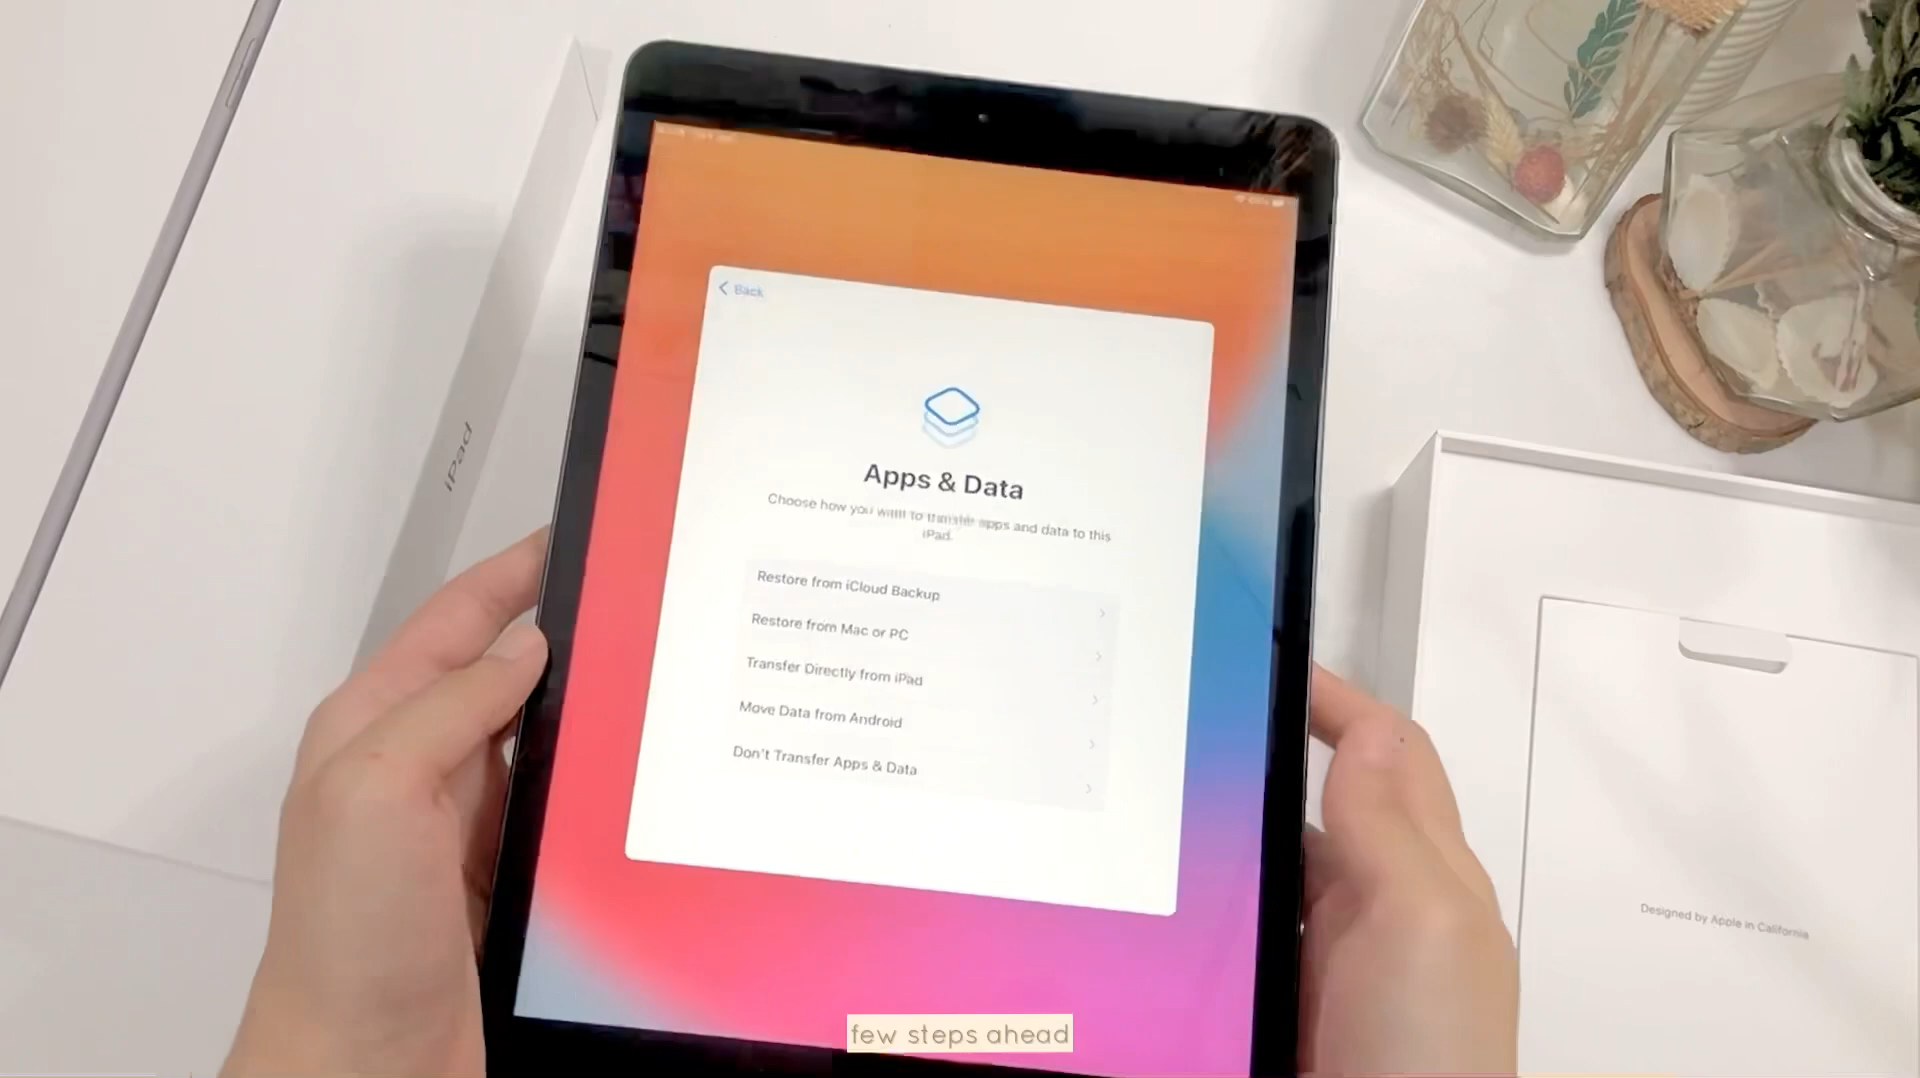 iPad
Back
Apps & Data
Choose how you want to transfer apps and data to this
iPad.
Restore from iCloud Backup
Restore from Mac or PC
Transfer Directly from iPad
Move Data from Android
Don't Transfer Apps & Data
Designed by Apple in California
few steps ahead